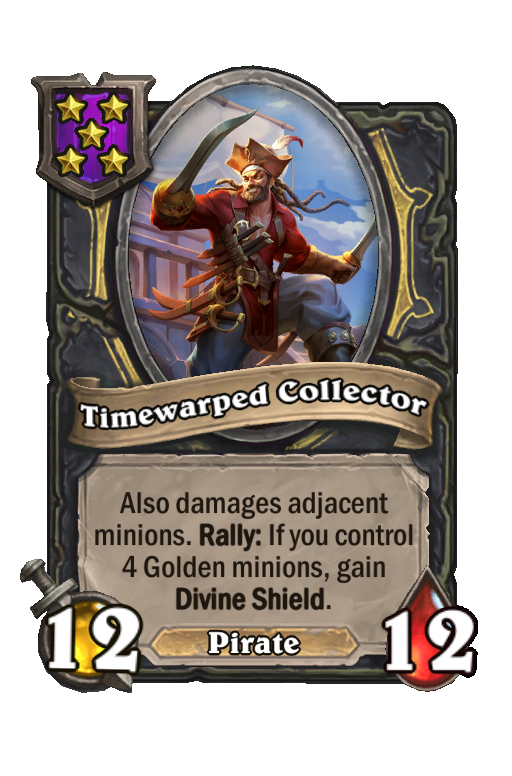 Timewarped Collector
Also damages adjacent
minions. Rally: If you control
4 Golden minions, gain
Divine Shield.
12
Pirate
12